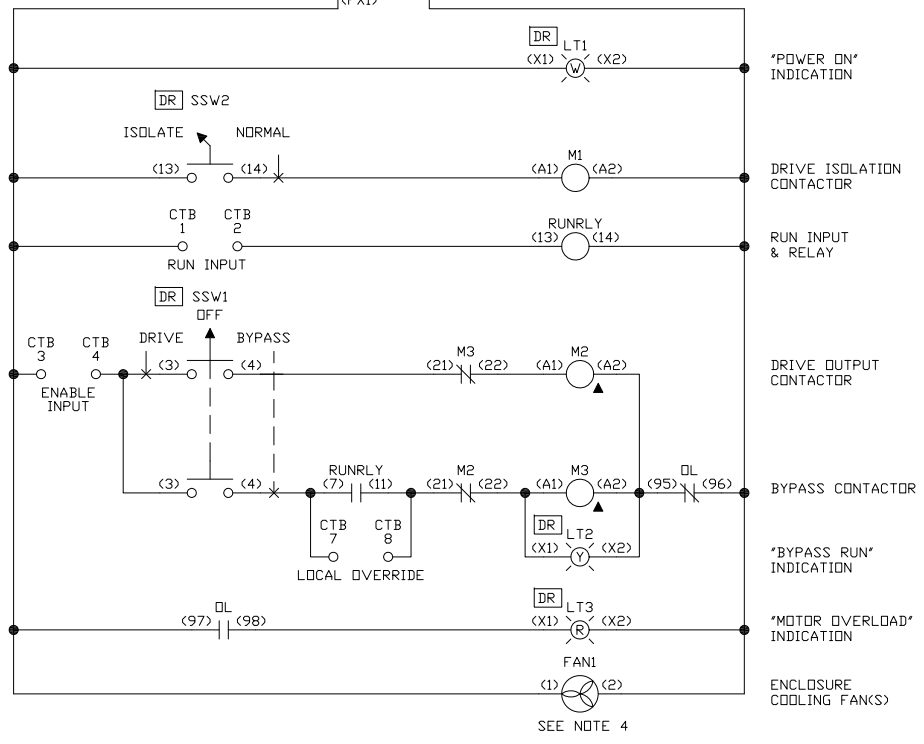 (PX1)
DR LT1
(X1) W (X2)
"POWER ON"
INDICATION
DR SSW2
ISOLATE NORMAL
(13) (14)
M1
(A1) (A2)
DRIVE ISOLATION
CONTACTOR
CTB
1
CTB
2
RUN INPUT
RUNRLY
(13) (14)
RUN INPUT
& RELAY
DR SSW1
OFF
DRIVE BYPASS
CTB
3
CTB
4
ENABLE
INPUT
(3) (4)
M3
(21) (22)
M2
(A1) (A2)
DRIVE OUTPUT
CONTACTOR
(3) (4)
RUNRLY
(7) (11)
M2
(21) (22)
M3
(A1) (A2)
OL
(95) (96)
BYPASS CONTACTOR
CTB
7
CTB
8
LOCAL OVERRIDE
DR LT2
(X1) Y (X2)
"BYPASS RUN"
INDICATION
OL
(97) (98)
DR LT3
(X1) R (X2)
"MOTOR OVERLOAD"
INDICATION
FAN1
(1) (2)
SEE NOTE 4
ENCLOSURE
COOLING FAN(S)